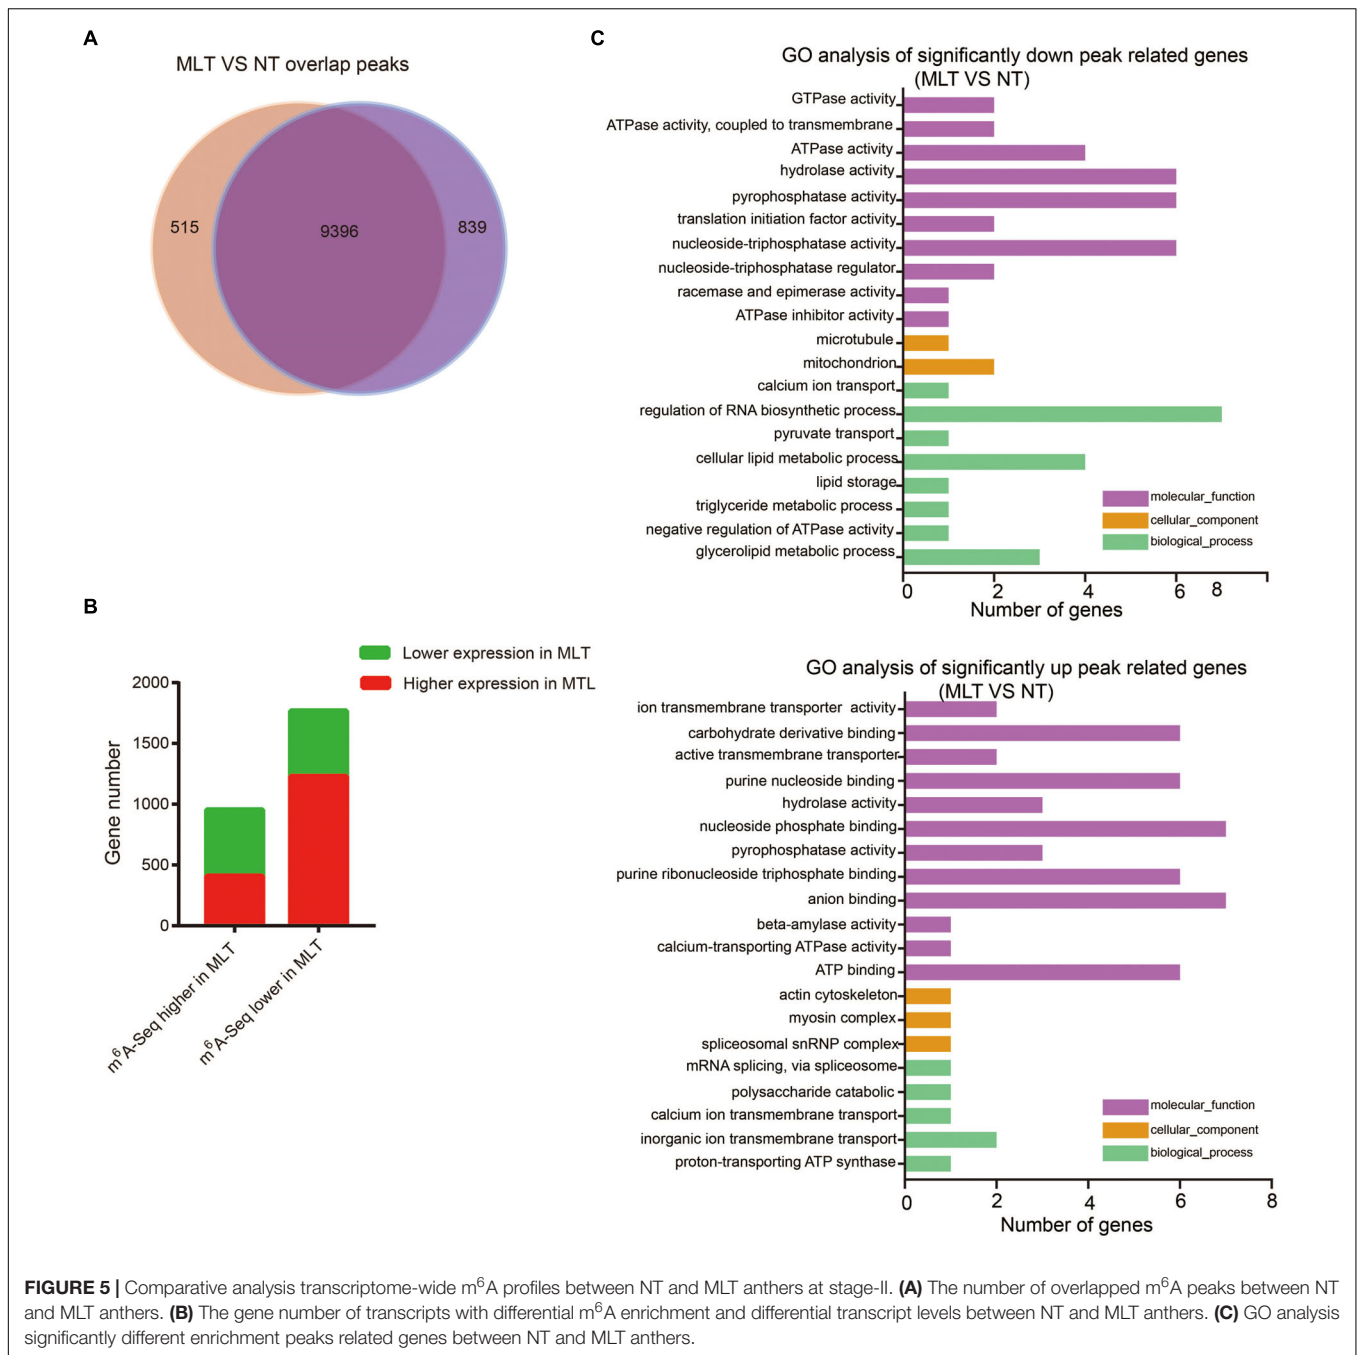 A
MLT VS NT overlap peaks
515
9396
839
B
Lower expression in MLT
Higher expression in MTL
2000
1500
1000
500
0
Gene number
m6A-Seq higher in MLT
m6A-Seq lower in MLT
C
GO analysis of significantly down peak related genes
(MLT VS NT)
GTPase activity
ATPase activity, coupled to transmembrane
ATPase activity
hydrolase activity
pyrophosphatase activity
translation initiation factor activity
nucleoside-triphosphatase activity
nucleoside-triphosphatase regulator
racemase and epimerase activity
ATPase inhibitor activity
microtubule
mitochondrion
calcium ion transport
regulation of RNA biosynthetic process
pyruvate transport
cellular lipid metabolic process
lipid storage
triglyceride metabolic process
negative regulation of ATPase activity
glycerolipid metabolic process
molecular_function
cellular_component
biological_process
0 2 4 6 8
Number of genes
GO analysis of significantly up peak related genes
(MLT VS NT)
ion transmembrane transporter activity
carbohydrate derivative binding
active transmembrane transporter
purine nucleoside binding
hydrolase activity
nucleoside phosphate binding
pyrophosphatase activity
purine ribonucleoside triphosphate binding
anion binding
beta-amylase activity
calcium-transporting ATPase activity
ATP binding
actin cytoskeleton
myosin complex
spliceosomal snRNP complex
mRNA splicing, via spliceosome
polysaccharide catabolic
calcium ion transmembrane transport
inorganic ion transmembrane transport
proton-transporting ATP synthase
molecular_function
cellular_component
biological_process
0 2 4 6 8
Number of genes
FIGURE 5 | Comparative analysis transcriptome-wide m6A profiles between NT and MLT anthers at stage-II. (A) The number of overlapped m6A peaks between NT
and MLT anthers. (B) The gene number of transcripts with differential m6A enrichment and differential transcript levels between NT and MLT anthers. (C) GO analysis
significantly different enrichment peaks related genes between NT and MLT anthers.